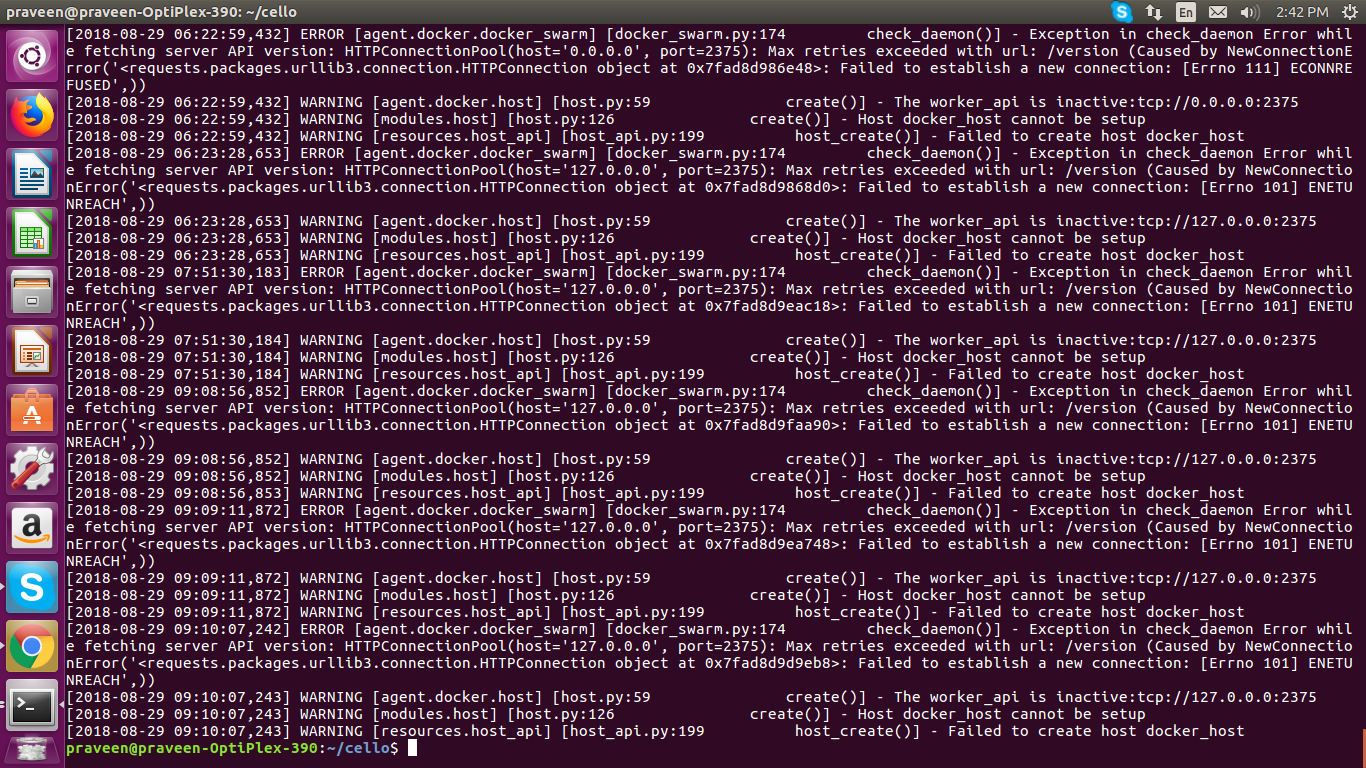 praveen@praveen-OptiPlex-390: ~/cello
En
2:42 PM
[2018-08-29 06:22:59,432] ERROR [agent.docker.docker_swarm] [docker_swarm.py:174 check_daemon()] - Exception in check_daemon Error whil
e fetching server API version: HTTPConnectionPool(host='0.0.0.0', port=2375): Max retries exceeded with url: /version (Caused by NewConnectionE
rror('<requests.packages.urllib3.connection.HTTPConnection object at 0x7fad8d986e48>: Failed to establish a new connection: [Errno 111] ECONNRE
FUSED',))
[2018-08-29 06:22:59,432] WARNING [agent.docker.host] [host.py:59 create()] - The worker_api is inactive:tcp://0.0.0.0:2375
[2018-08-29 06:22:59,432] WARNING [modules.host] [host.py:126 create()] - Host docker_host cannot be setup
[2018-08-29 06:22:59,432] WARNING [resources.host_api] [host_api.py:199 host_create()] - Failed to create host docker_host
[2018-08-29 06:23:28,653] ERROR [agent.docker.docker_swarm] [docker_swarm.py:174 check_daemon()] - Exception in check_daemon Error whil
e fetching server API version: HTTPConnectionPool(host='127.0.0.0', port=2375): Max retries exceeded with url: /version (Caused by NewConnectio
nError('<requests.packages.urllib3.connection.HTTPConnection object at 0x7fad8d9868d0>: Failed to establish a new connection: [Errno 101] ENETU
NREACH',))
[2018-08-29 06:23:28,653] WARNING [agent.docker.host] [host.py:59 create()] - The worker_api is inactive:tcp://127.0.0.0:2375
[2018-08-29 06:23:28,653] WARNING [modules.host] [host.py:126 create()] - Host docker_host cannot be setup
[2018-08-29 06:23:28,653] WARNING [resources.host_api] [host_api.py:199 host_create()] - Failed to create host docker_host
[2018-08-29 07:51:30,183] ERROR [agent.docker.docker_swarm] [docker_swarm.py:174 check_daemon()] - Exception in check_daemon Error whil
e fetching server API version: HTTPConnectionPool(host='127.0.0.0', port=2375): Max retries exceeded with url: /version (Caused by NewConnectio
nError('<requests.packages.urllib3.connection.HTTPConnection object at 0x7fad8d9eac18>: Failed to establish a new connection: [Errno 101] ENETU
NREACH',))
[2018-08-29 07:51:30,184] WARNING [agent.docker.host] [host.py:59 create()] - The worker_api is inactive:tcp://127.0.0.0:2375
[2018-08-29 07:51:30,184] WARNING [modules.host] [host.py:126 create()] - Host docker_host cannot be setup
[2018-08-29 07:51:30,184] WARNING [resources.host_api] [host_api.py:199 host_create()] - Failed to create host docker_host
[2018-08-29 09:08:56,852] ERROR [agent.docker.docker_swarm] [docker_swarm.py:174 check_daemon()] - Exception in check_daemon Error whil
e fetching server API version: HTTPConnectionPool(host='127.0.0.0', port=2375): Max retries exceeded with url: /version (Caused by NewConnectio
nError('<requests.packages.urllib3.connection.HTTPConnection object at 0x7fad8d9faa90>: Failed to establish a new connection: [Errno 101] ENETU
NREACH',))
[2018-08-29 09:08:56,852] WARNING [agent.docker.host] [host.py:59 create()] - The worker_api is inactive:tcp://127.0.0.0:2375
[2018-08-29 09:08:56,852] WARNING [modules.host] [host.py:126 create()] - Host docker_host cannot be setup
[2018-08-29 09:08:56,853] WARNING [resources.host_api] [host_api.py:199 host_create()] - Failed to create host docker_host
[2018-08-29 09:09:11,872] ERROR [agent.docker.docker_swarm] [docker_swarm.py:174 check_daemon()] - Exception in check_daemon Error whil
e fetching server API version: HTTPConnectionPool(host='127.0.0.0', port=2375): Max retries exceeded with url: /version (Caused by NewConnectio
nError('<requests.packages.urllib3.connection.HTTPConnection object at 0x7fad8d9ea748>: Failed to establish a new connection: [Errno 101] ENETU
NREACH',))
[2018-08-29 09:09:11,872] WARNING [agent.docker.host] [host.py:59 create()] - The worker_api is inactive:tcp://127.0.0.0:2375
[2018-08-29 09:09:11,872] WARNING [modules.host] [host.py:126 create()] - Host docker_host cannot be setup
[2018-08-29 09:09:11,872] WARNING [resources.host_api] [host_api.py:199 host_create()] - Failed to create host docker_host
[2018-08-29 09:10:07,242] ERROR [agent.docker.docker_swarm] [docker_swarm.py:174 check_daemon()] - Exception in check_daemon Error whil
e fetching server API version: HTTPConnectionPool(host='127.0.0.0', port=2375): Max retries exceeded with url: /version (Caused by NewConnectio
nError('<requests.packages.urllib3.connection.HTTPConnection object at 0x7fad8d9d9eb8>: Failed to establish a new connection: [Errno 101] ENETU
NREACH',))
[2018-08-29 09:10:07,243] WARNING [agent.docker.host] [host.py:59 create()] - The worker_api is inactive:tcp://127.0.0.0:2375
[2018-08-29 09:10:07,243] WARNING [modules.host] [host.py:126 create()] - Host docker_host cannot be setup
[2018-08-29 09:10:07,243] WARNING [resources.host_api] [host_api.py:199 host_create()] - Failed to create host docker_host
praveen@praveen-OptiPlex-390:~/cello$